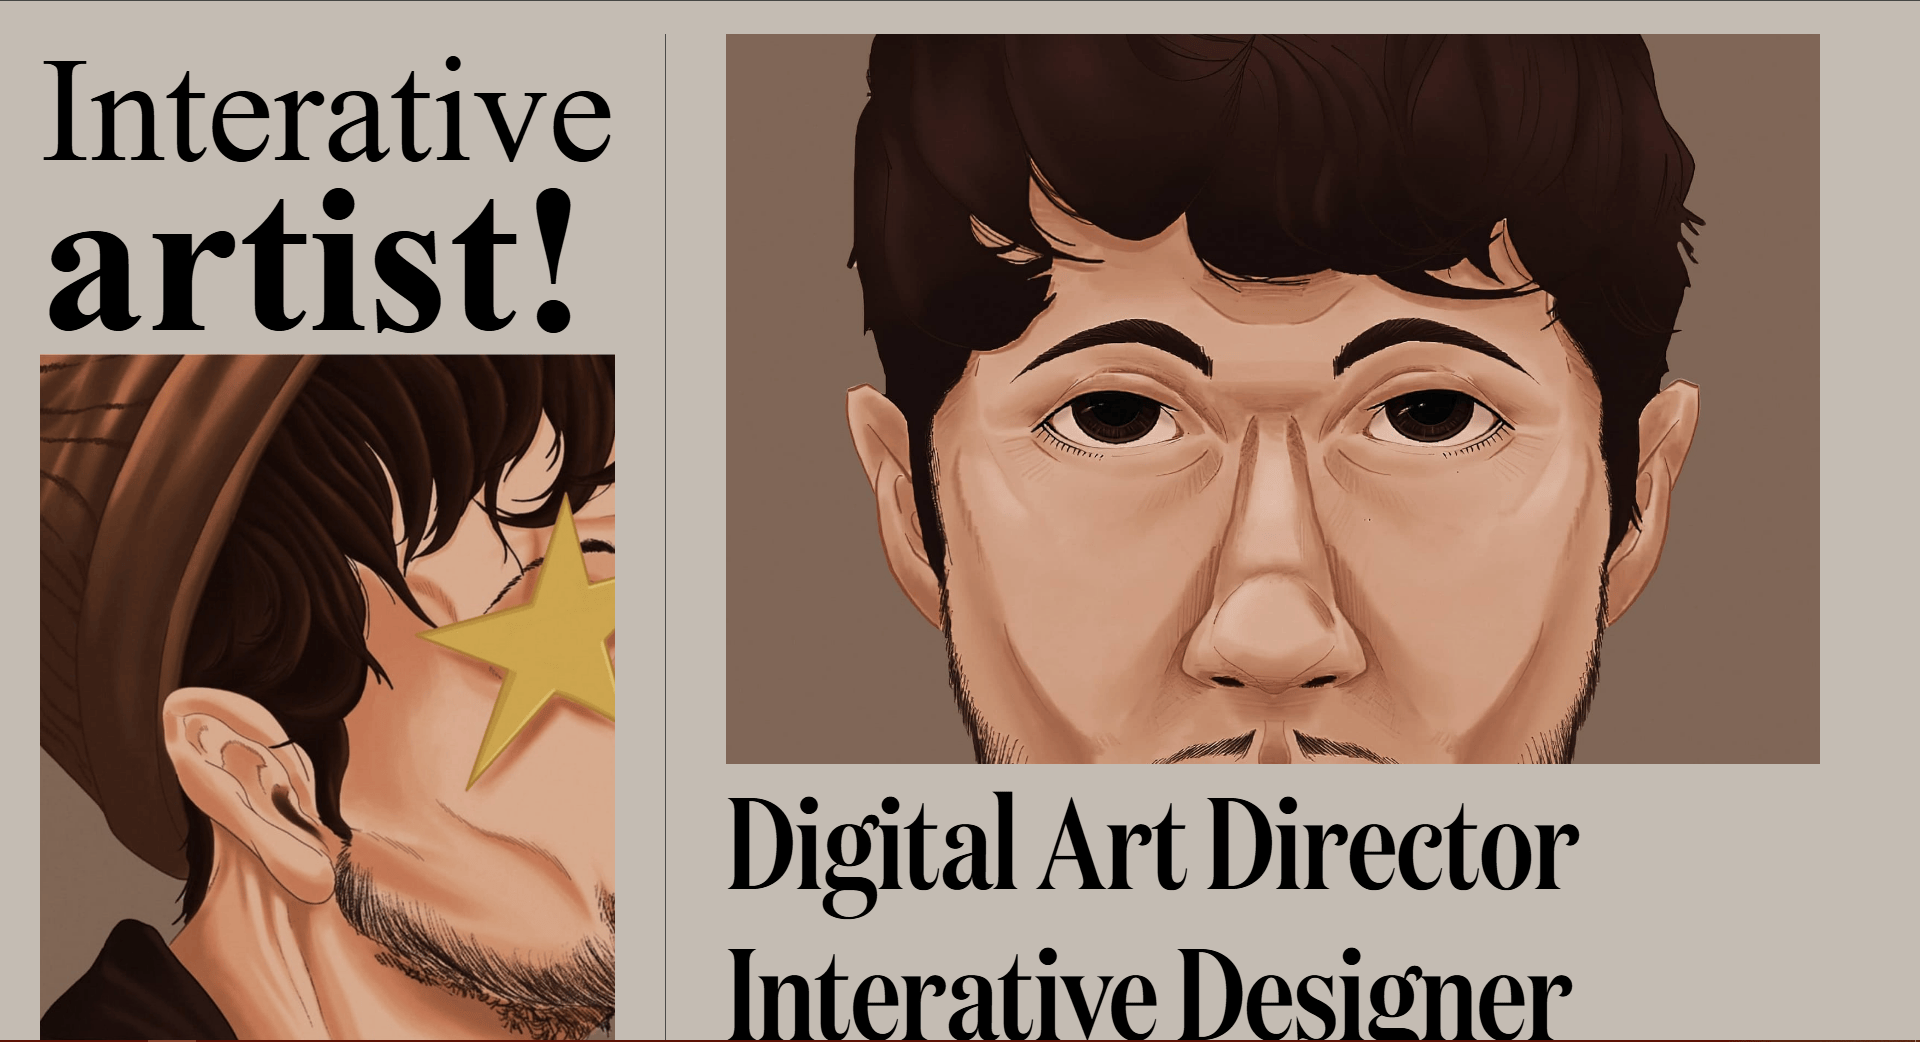 Interative
artist!
Digital Art Director
Interative Designer